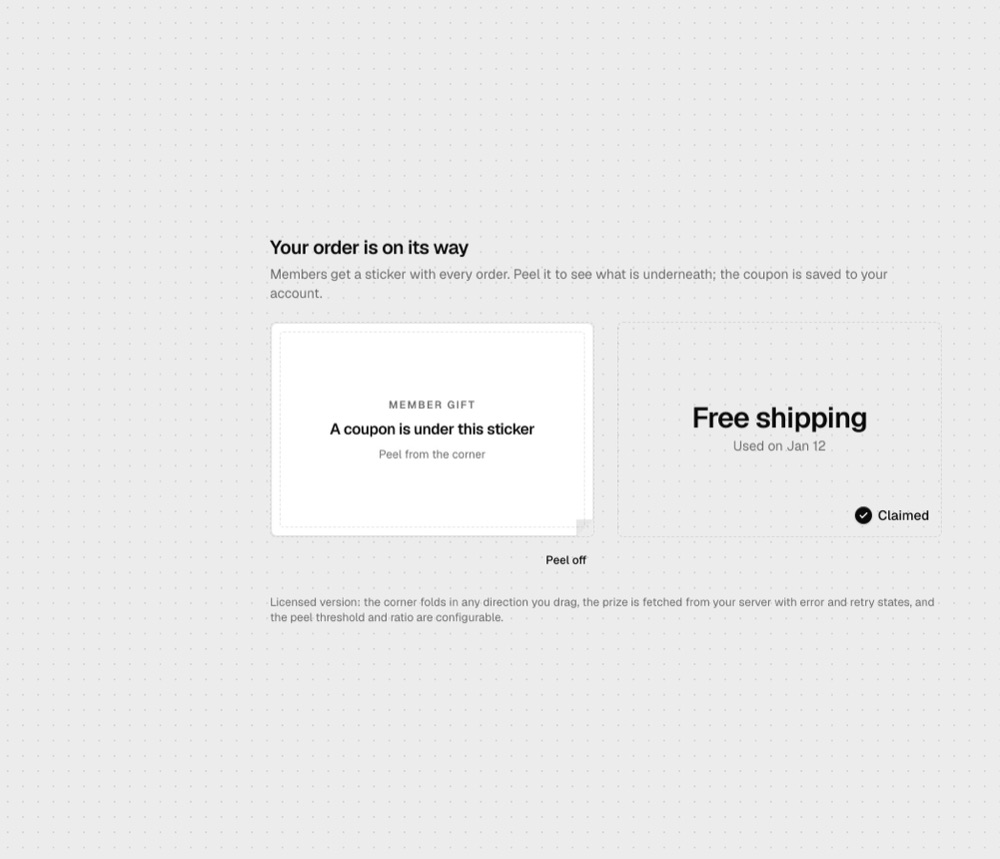 Your order is on its way
Members get a sticker with every order. Peel it to see what is underneath; the coupon is saved to your
account.
MEMBER GIFT
A coupon is under this sticker
Peel from the corner
Peel off
Free shipping
Used on Jan 12
Claimed
Licensed version: the corner folds in any direction you drag, the prize is fetched from your server with error and retry states, and
the peel threshold and ratio are configurable.